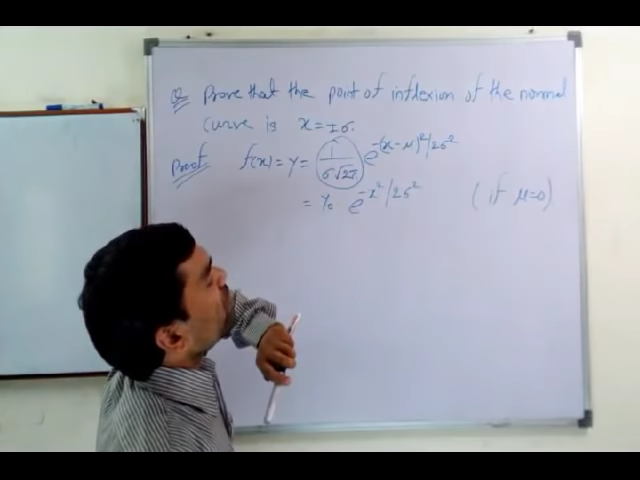 Q Prove that the point of inflexion of the normal
curve is x = ±σ.
Proof f(x) = y = 1/σ√2π e^-(x-μ)²/2σ²
= y₀ e^-x²/2σ² (if μ=0)